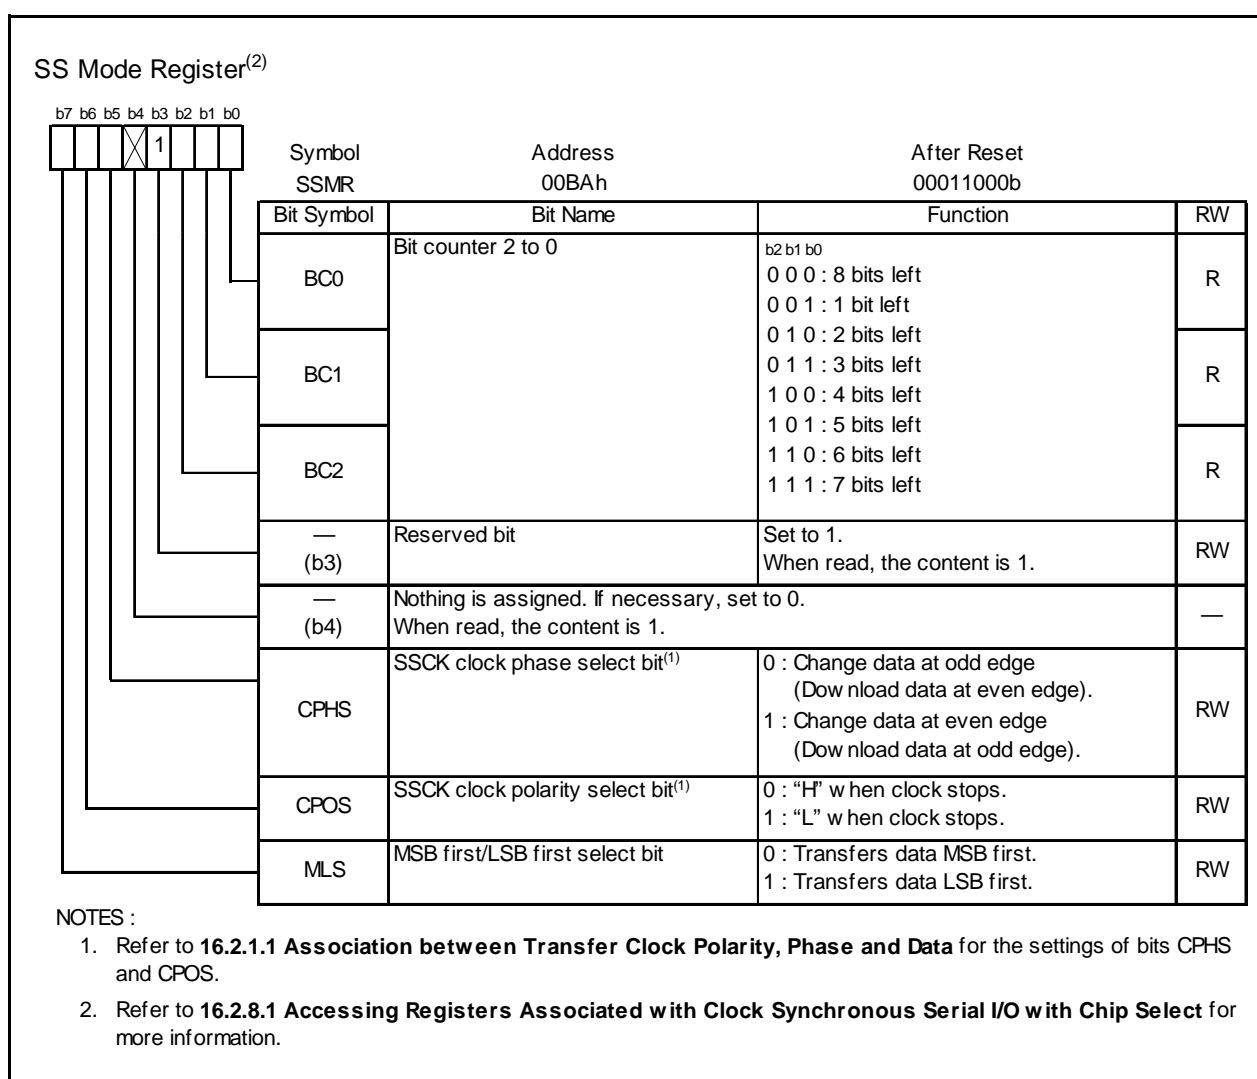 SS Mode Register(2)
b7 b6 b5 b4 b3 b2 b1 b0
1
Symbol Address After Reset
SSMR 00BAh 00011000b
Bit Symbol Bit Name Function RW
BC0 Bit counter 2 to 0 b2 b1 b0
0 0 0 : 8 bits left R
0 0 1 : 1 bit left
0 1 0 : 2 bits left
BC1 0 1 1 : 3 bits left R
1 0 0 : 4 bits left
1 0 1 : 5 bits left
BC2 1 1 0 : 6 bits left R
1 1 1 : 7 bits left
— Reserved bit Set to 1.
(b3) When read, the content is 1. RW
— Nothing is assigned. If necessary, set to 0. —
(b4) When read, the content is 1.
CPHS SSCK clock phase select bit(1) 0 : Change data at odd edge
(Download data at even edge). RW
1 : Change data at even edge
(Download data at odd edge).
CPOS SSCK clock polarity select bit(1) 0 : “H” when clock stops. RW
1 : “L” when clock stops.
MLS MSB first/LSB first select bit 0 : Transfers data MSB first. RW
1 : Transfers data LSB first.
NOTES :
1. Refer to 16.2.1.1 Association between Transfer Clock Polarity, Phase and Data for the settings of bits CPHS
and CPOS.
2. Refer to 16.2.8.1 Accessing Registers Associated with Clock Synchronous Serial I/O with Chip Select for
more information.